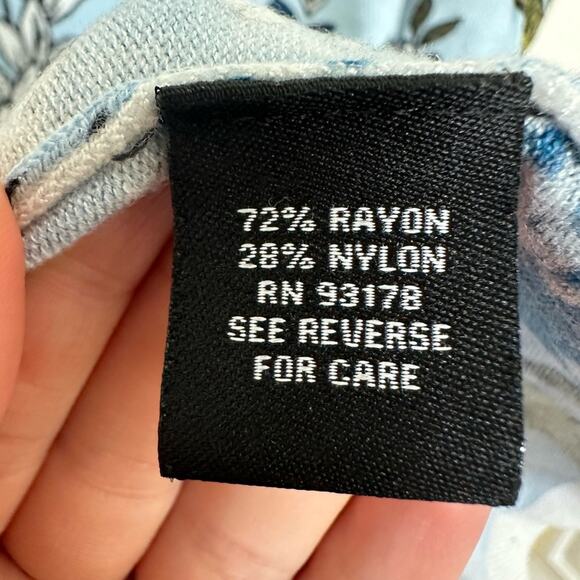 72% RAYON
28% NYLON
RN 93178
SEE REVERSE
FOR CARE